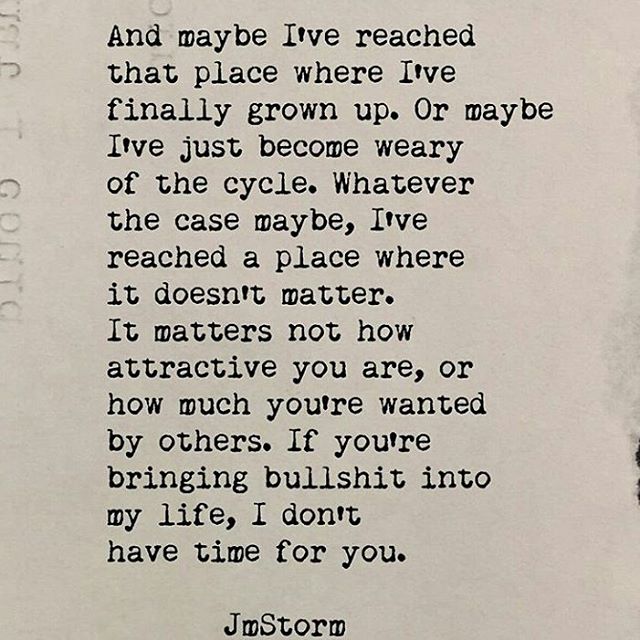 And maybe I've reached
that place where I've
finally grown up. Or maybe
I've just become weary
of the cycle. Whatever
the case maybe, I've
reached a place where
it doesn't matter.
It matters not how
attractive you are, or
how much you're wanted
by others. If you're
bringing bullshit into
my life, I don't
have time for you.
JmStorm